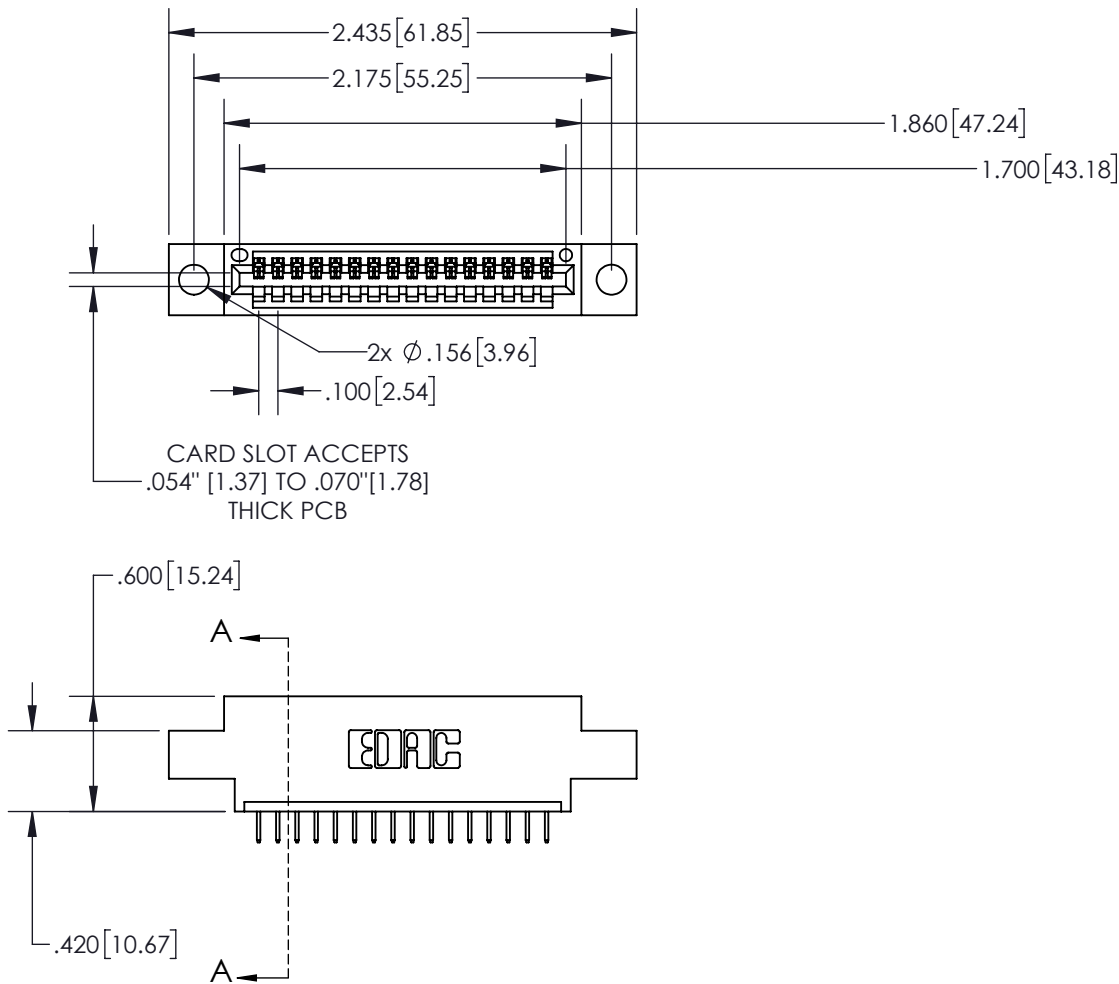 2.435[61.85]
2.175[55.25]
1.860[47.24]
1.700[43.18]
2x ⌀.156[3.96]
.100[2.54]
CARD SLOT ACCEPTS
.054" [1.37] TO .070"[1.78]
THICK PCB
.600[15.24]
A
EDAC
.420[10.67]
A